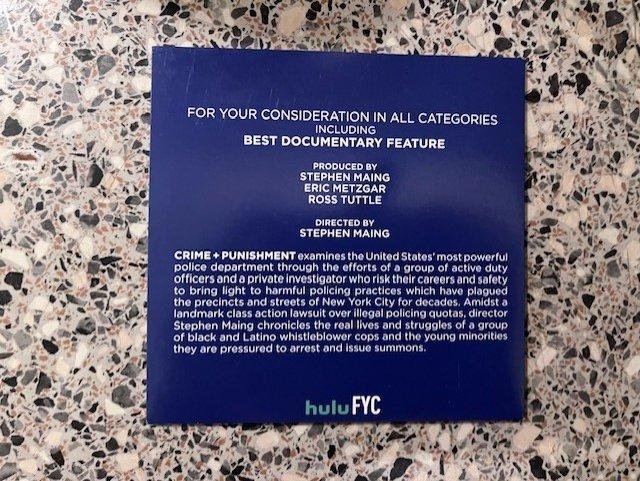 FOR YOUR CONSIDERATION IN ALL CATEGORIES
INCLUDING
BEST DOCUMENTARY FEATURE
PRODUCED BY
STEPHEN MAING
ERIC METZGAR
ROSS TUTTLE
DIRECTED BY
STEPHEN MAING
CRIME + PUNISHMENT examines the United States' most powerful
police department through the efforts of a group of active duty
officers and a private investigator who risk their careers and safety
to bring light to harmful policing practices which have plagued
the precincts and streets of New York City for decades. Amidst a
landmark class action lawsuit over illegal policing quotas, director
Stephen Maing chronicles the real lives and struggles of a group
of black and Latino whistleblower cops and the young minorities
they are pressured to arrest and issue summons.
hulu FYC